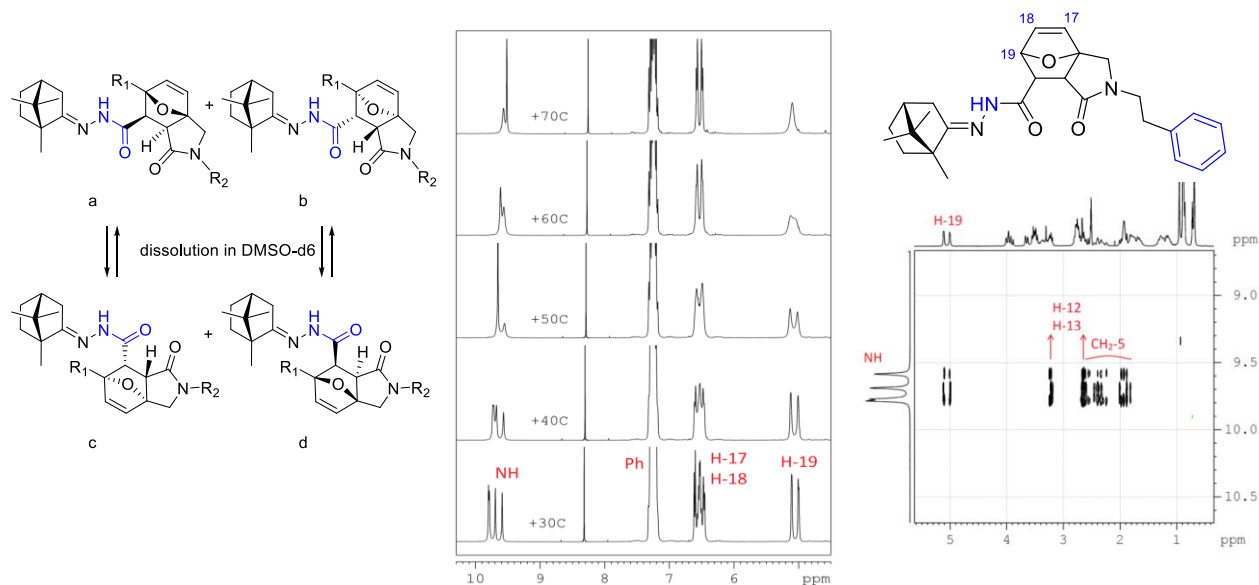 R₁
O
H
N
N
O
H
O
N
R₂
a
+
R₁
O
H
N
N
O
H
O
N
R₂
b
dissolution in DMSO-d6
H
N
N
O
H
O
R₁
O
N-R₂
c
+
H
N
N
O
H
O
R₁
O
N-R₂
d
+70C
+60C
+50C
+40C
+30C
NH
Ph
H-17
H-18
H-19
10 9 8 7 6 ppm
18 17
19
O
H
N
N
O
O
N
H-19
ppm
9.0
9.5
10.0
10.5
H-12
H-13
CH₂-5
NH
5 4 3 2 1 ppm